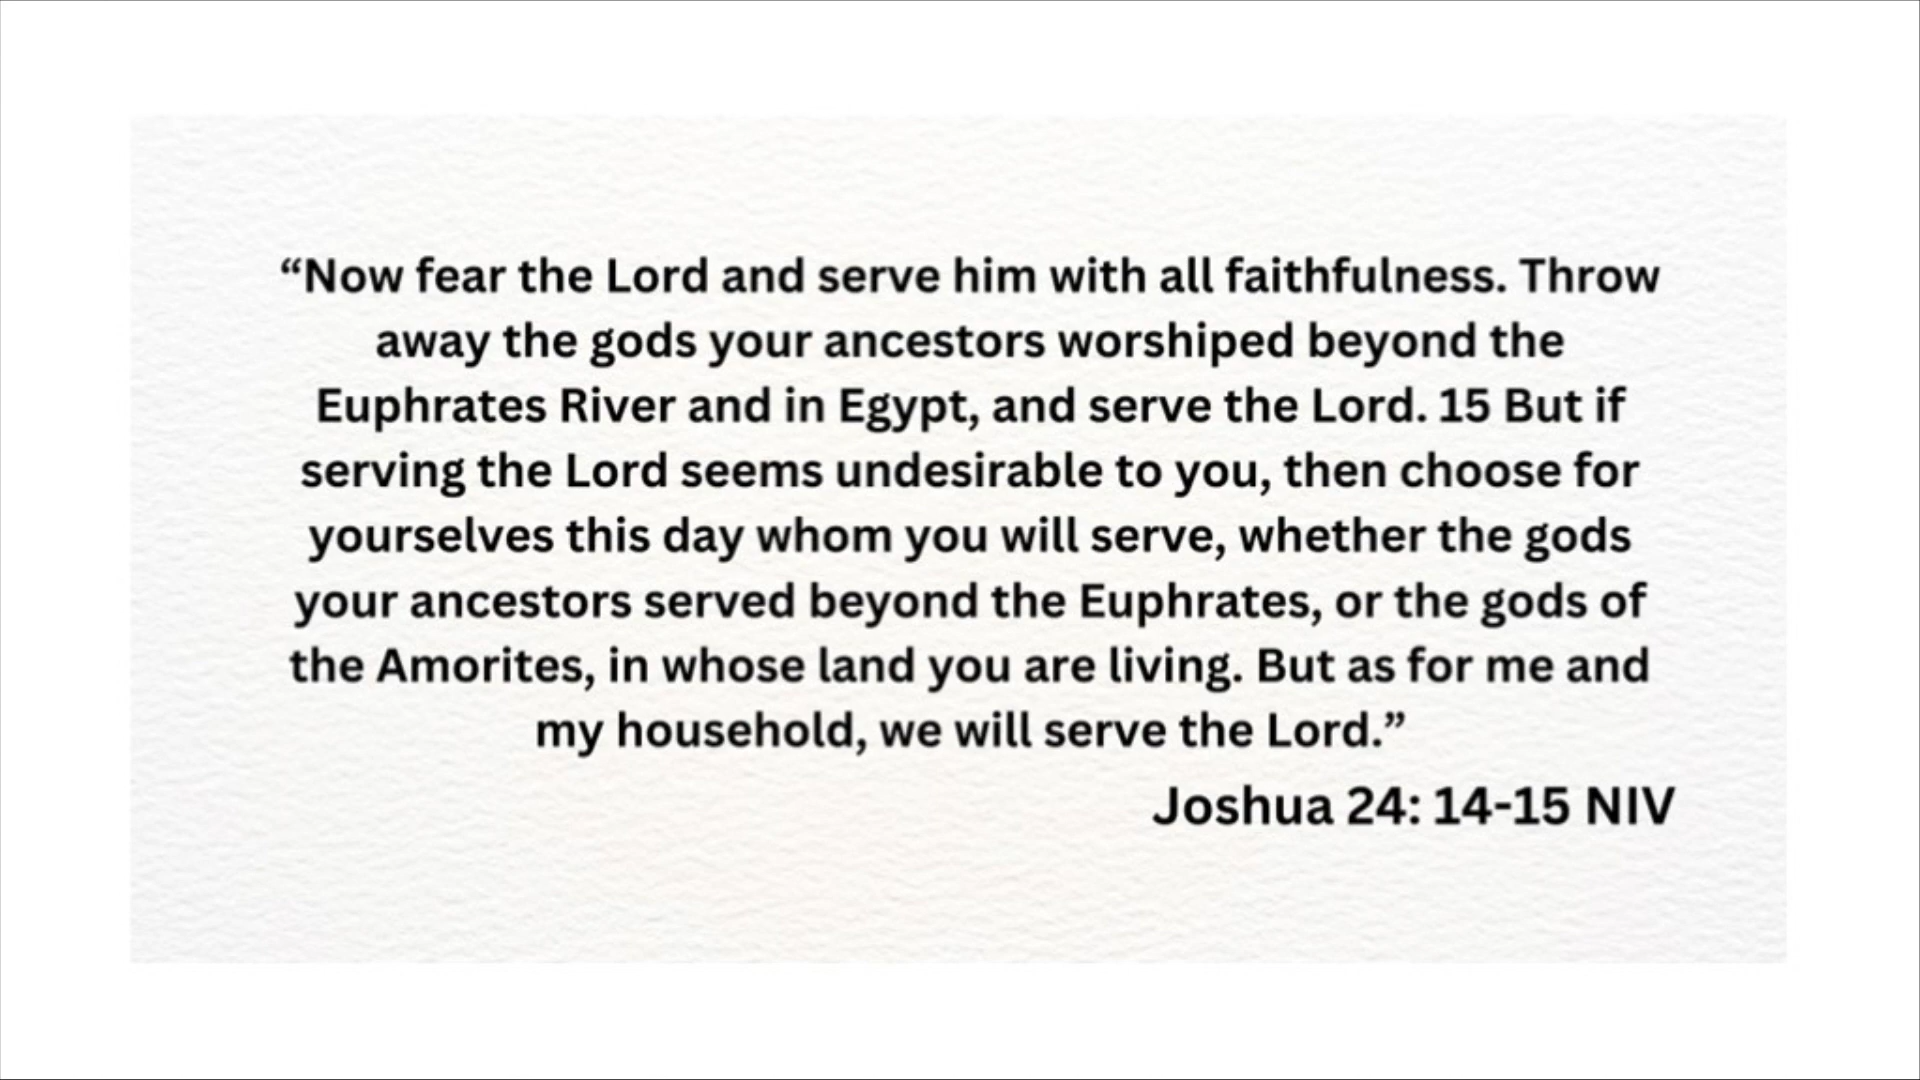 “Now fear the Lord and serve him with all faithfulness. Throw
away the gods your ancestors worshiped beyond the
Euphrates River and in Egypt, and serve the Lord. 15 But if
serving the Lord seems undesirable to you, then choose for
yourselves this day whom you will serve, whether the gods
your ancestors served beyond the Euphrates, or the gods of
the Amorites, in whose land you are living. But as for me and
my household, we will serve the Lord.”
Joshua 24: 14-15 NIV